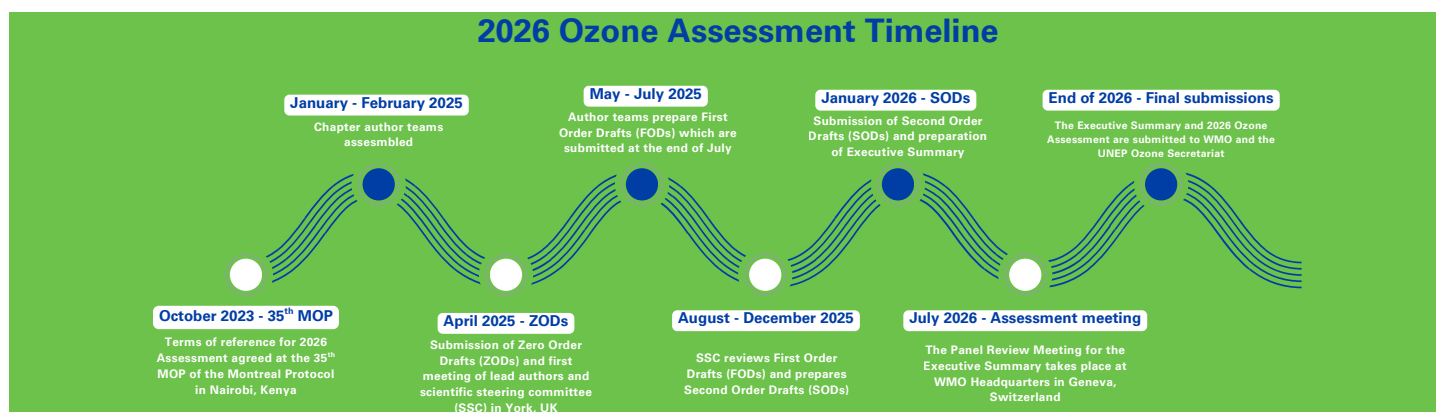 2026 Ozone Assessment Timeline
January - February 2025
Chapter author teams
assesmbled
May - July 2025
Author teams prepare First
Order Drafts (FODs) which are
submitted at the end of July
January 2026 - SODs
Submission of Second Order
Drafts (SODs) and preparation
of Executive Summary
End of 2026 - Final submissions
The Executive Summary and 2026 Ozone
Assessment are submitted to WMO and the
UNEP Ozone Secretariat
October 2023 - 35th MOP
Terms of reference for 2026
Assessment agreed at the 35th
MOP of the Montreal Protocol
in Nairobi, Kenya
April 2025 - ZODs
Submission of Zero Order
Drafts (ZODs) and first
meeting of lead authors and
scientific steering committee
(SSC) in York, UK
August - December 2025
SSC reviews First Order
Drafts (FODs) and prepares
Second Order Drafts (SODs)
July 2026 - Assessment meeting
The Panel Review Meeting for the
Executive Summary takes place at
WMO Headquarters in Geneva,
Switzerland